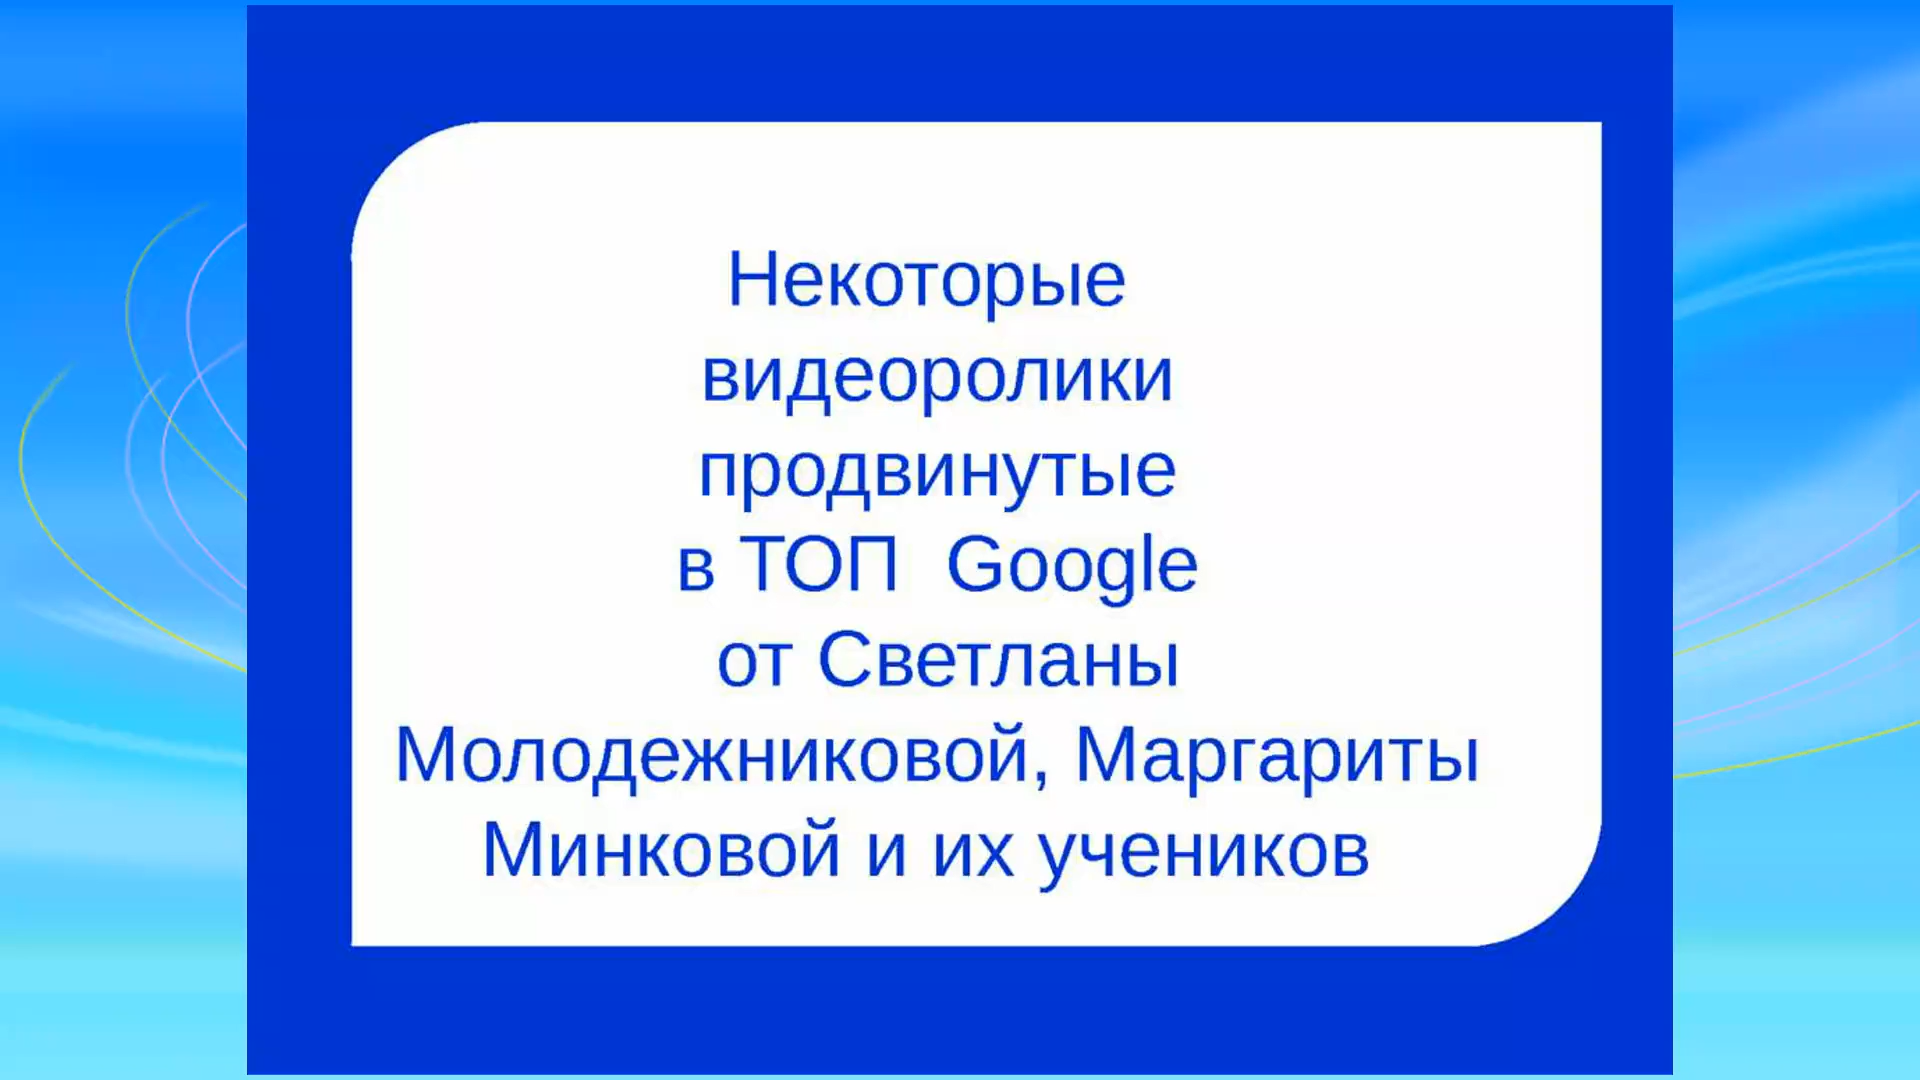 Некоторые
видеоролики
продвинутые
в ТОП  Google
от Светланы
Молодежниковой, Маргариты
Минковой и их учеников